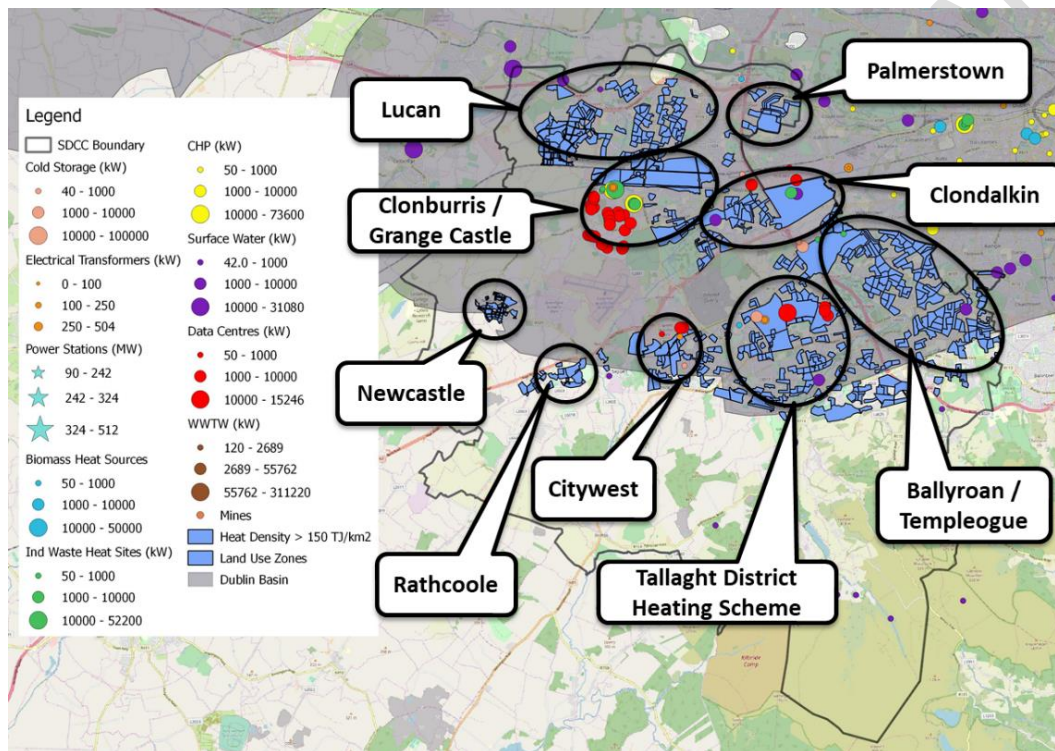 Legend
SDCC Boundary
Cold Storage (kW)
40 - 1000
1000 - 10000
10000 - 100000
Electrical Transformers (kW)
0 - 100
100 - 250
250 - 504
Power Stations (MW)
90 - 242
242 - 324
324 - 512
Biomass Heat Sources
50 - 1000
1000 - 10000
10000 - 50000
Ind Waste Heat Sites (kW)
50 - 1000
1000 - 10000
10000 - 52200
CHP (kW)
50 - 1000
1000 - 10000
10000 - 73600
Surface Water (kW)
42.0 - 1000
1000 - 10000
10000 - 31080
Data Centres (kW)
50 - 1000
1000 - 10000
10000 - 15246
WWTW (kW)
120 - 2689
2689 - 55762
55762 - 311220
Mines
Heat Density > 150 TJ/km2
Land Use Zones
Dublin Basin
Lucan
Palmerstown
Clonburris /
Grange Castle
Clondalkin
Newcastle
Rathcoole
Citywest
Tallaght District
Heating Scheme
Ballyroan /
Templeogue